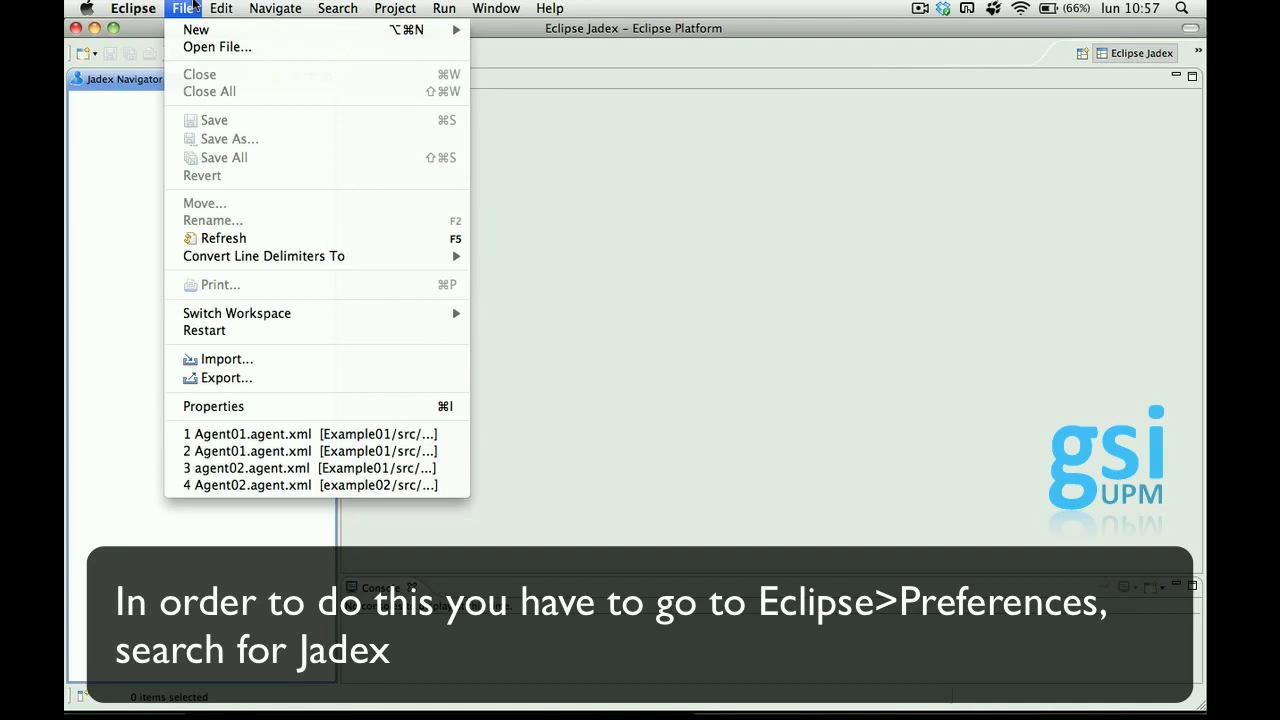 Eclipse File Edit Navigate Search Project Run Window Help (66%) lun 10:57
Eclipse Jadex - Eclipse Platform
Eclipse Jadex
Jadex Navigator
New ⌥⌘N
Open File...
Close ⌘W
Close All ⇧⌘W
Save ⌘S
Save As...
Save All ⇧⌘S
Revert
Move...
Rename... F2
Refresh F5
Convert Line Delimiters To
Print... ⌘P
Switch Workspace
Restart
Import...
Export...
Properties ⌘I
1 Agent01.agent.xml [Example01/src/...]
2 Agent01.agent.xml [Example01/src/...]
3 agent02.agent.xml [Example01/src/...]
4 Agent02.agent.xml [example02/src/...]
gsi
UPM
Console
In order to do this you have to go to Eclipse>Preferences,
search for Jadex
0 items selected